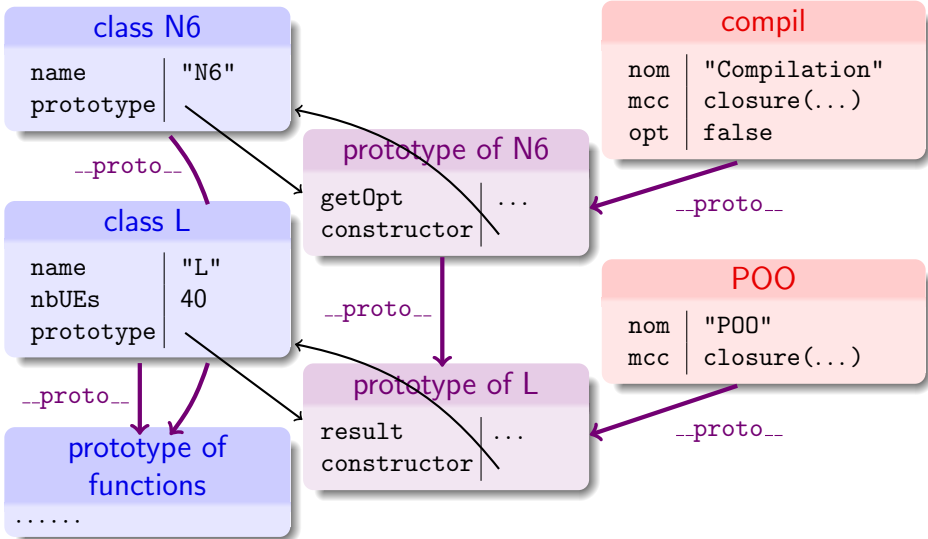 class N6
name "N6"
prototype
__proto__
class L
name "L"
nbUEs 40
prototype
__proto__
prototype of
functions
......
prototype of N6
getOpt ...
constructor
__proto__
prototype of L
result ...
constructor
compil
nom "Compilation"
mcc closure(...)
opt false
__proto__
POO
nom "POO"
mcc closure(...)
__proto__